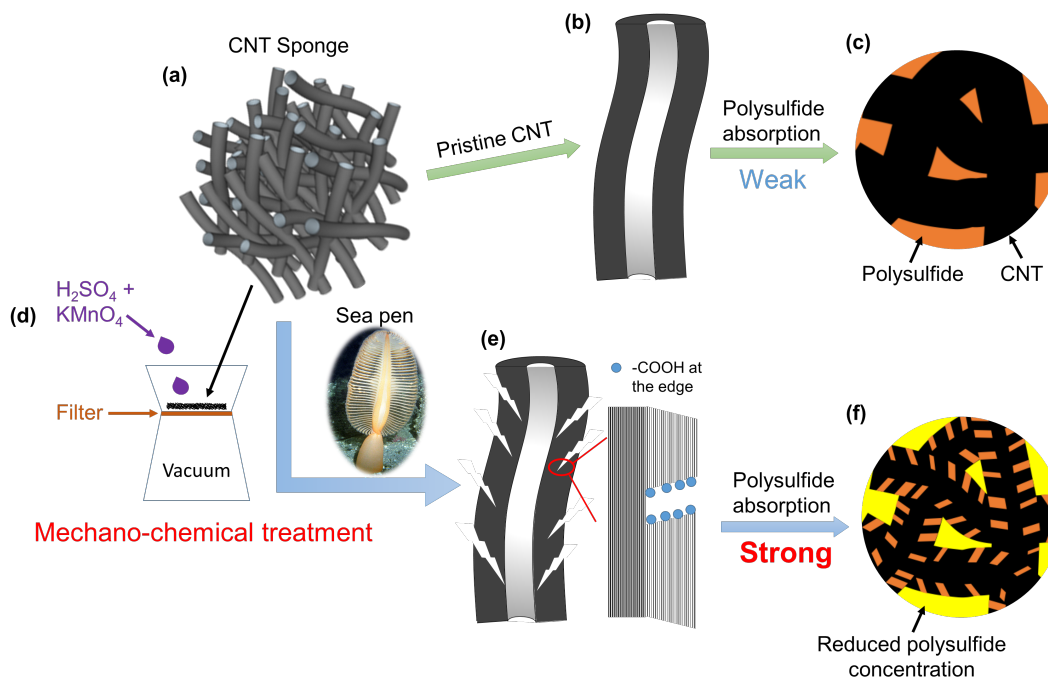 CNT Sponge
(a)
Pristine CNT
(b)
Polysulfide
absorption
Weak
(c)
Polysulfide
CNT
(d)
H₂SO₄ +
KMnO₄
Filter
Vacuum
Mechano-chemical treatment
Sea pen
(e)
-COOH at
the edge
Polysulfide
absorption
Strong
(f)
Reduced polysulfide
concentration